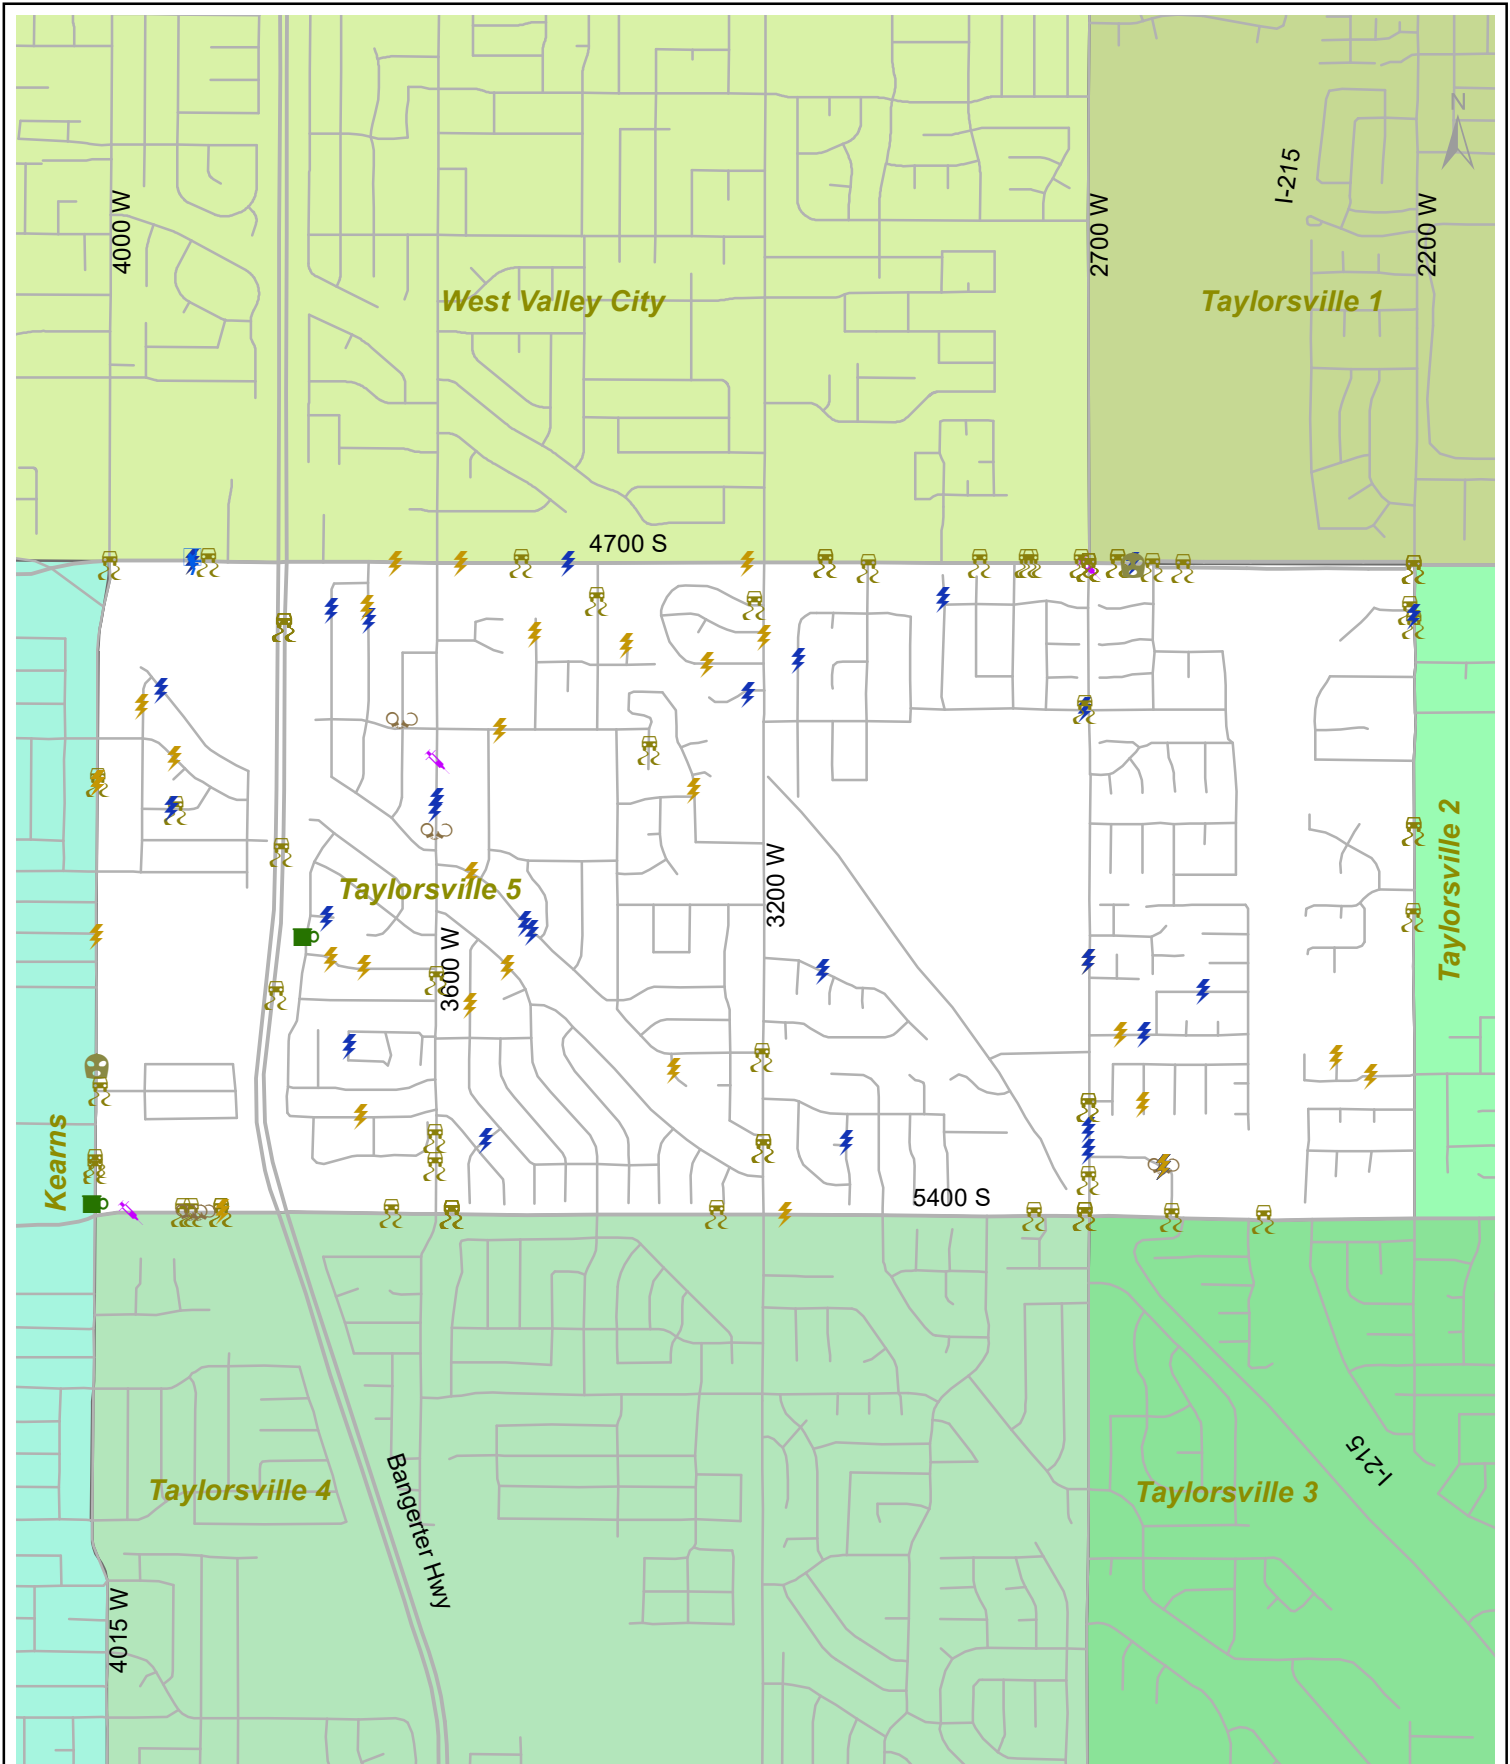 N
I-215
4000 W
2700 W
2200 W
West Valley City
Taylorsville 1
4700 S
Taylorsville 2
3200 W
Taylorsville 5
3600 W
Kearns
5400 S
I-215
Taylorsville 4
Bangerter Hwy
Taylorsville 3
4015 W